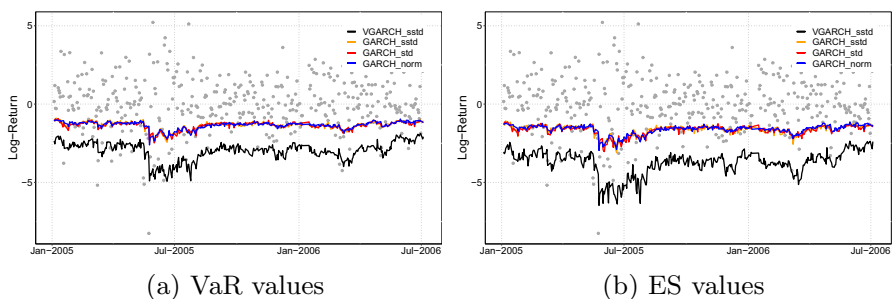 5
0
−5
Log−Return
Jan−2005
Jul−2005
Jan−2006
Jul−2006
VGARCH_sstd
GARCH_sstd
GARCH_std
GARCH_norm
(a) VaR values
5
0
−5
Log−Return
Jan−2005
Jul−2005
Jan−2006
Jul−2006
VGARCH_sstd
GARCH_sstd
GARCH_std
GARCH_norm
(b) ES values